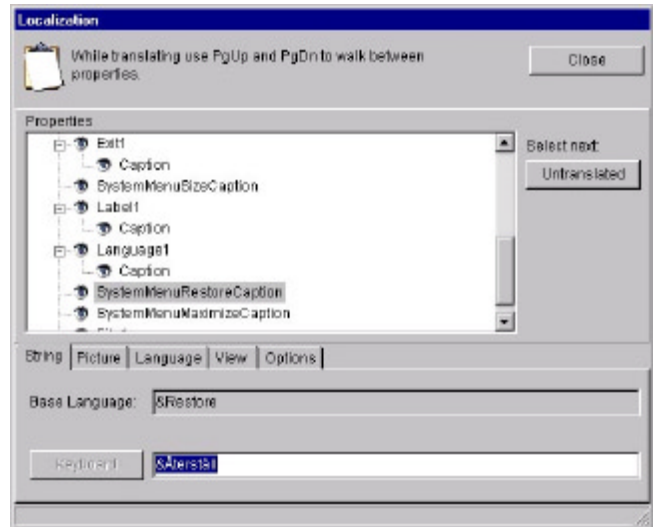 Localization
While translating use PgUp and PgDn to walk between
properties.
Close
Properties
Exit1
Caption
SystemMenuSizeCaption
Label1
Caption
Language1
Caption
SystemMenuRestoreCaption
SystemMenuMaximizeCaption
Select next:
Untranslated
String Picture Language View Options
Base Language: &Restore
Keyboard &Återställ